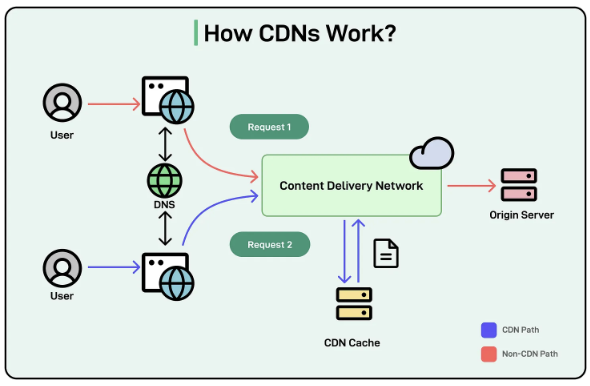 How CDNs Work?
User
Request 1
DNS
Content Delivery Network
Origin Server
Request 2
User
CDN Cache
CDN Path
Non-CDN Path